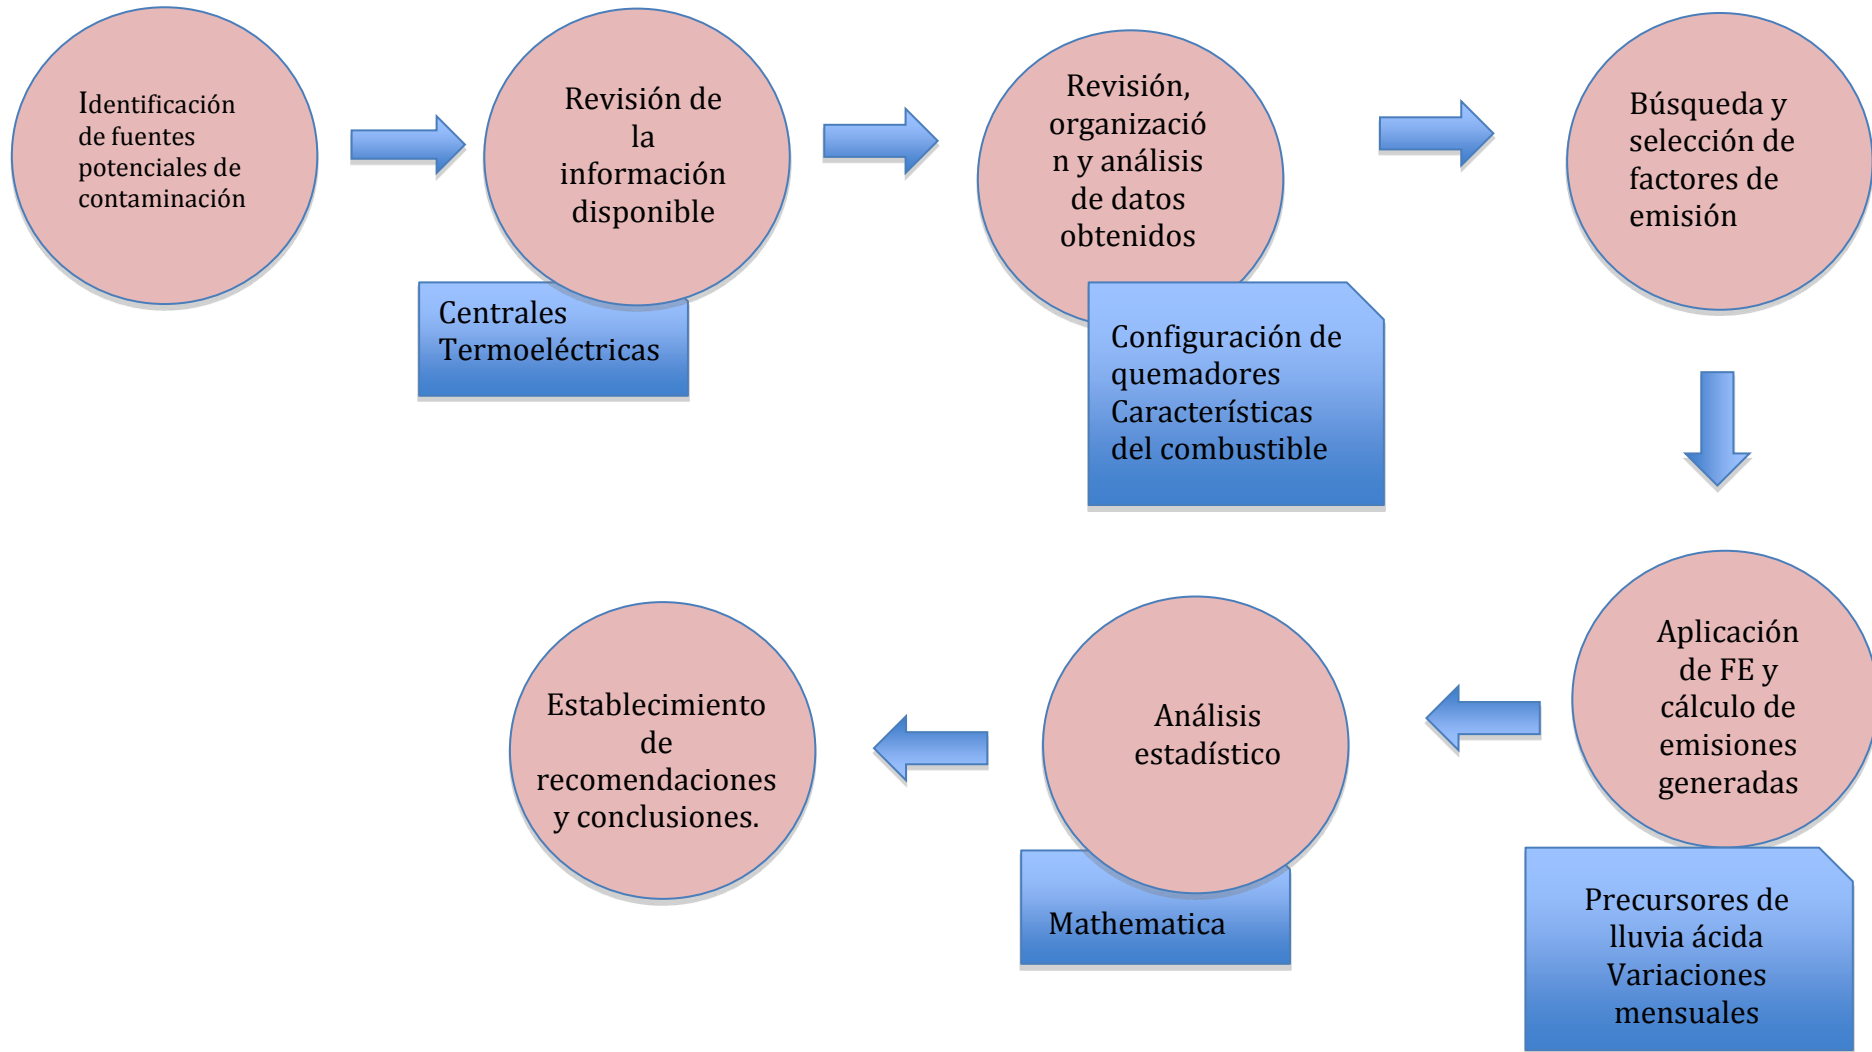 Identificación
de fuentes
potenciales de
contaminación
Revisión de
la
información
disponible
Centrales
Termoeléctricas
Revisión,
organizació
n y análisis
de datos
obtenidos
Configuración de
quemadores
Características
del combustible
Búsqueda y
selección de
factores de
emisión
Aplicación
de FE y
cálculo de
emisiones
generadas
Precursores de
lluvia ácida
Variaciones
mensuales
Análisis
estadístico
Mathematica
Establecimiento
de
recomendaciones
y conclusiones.